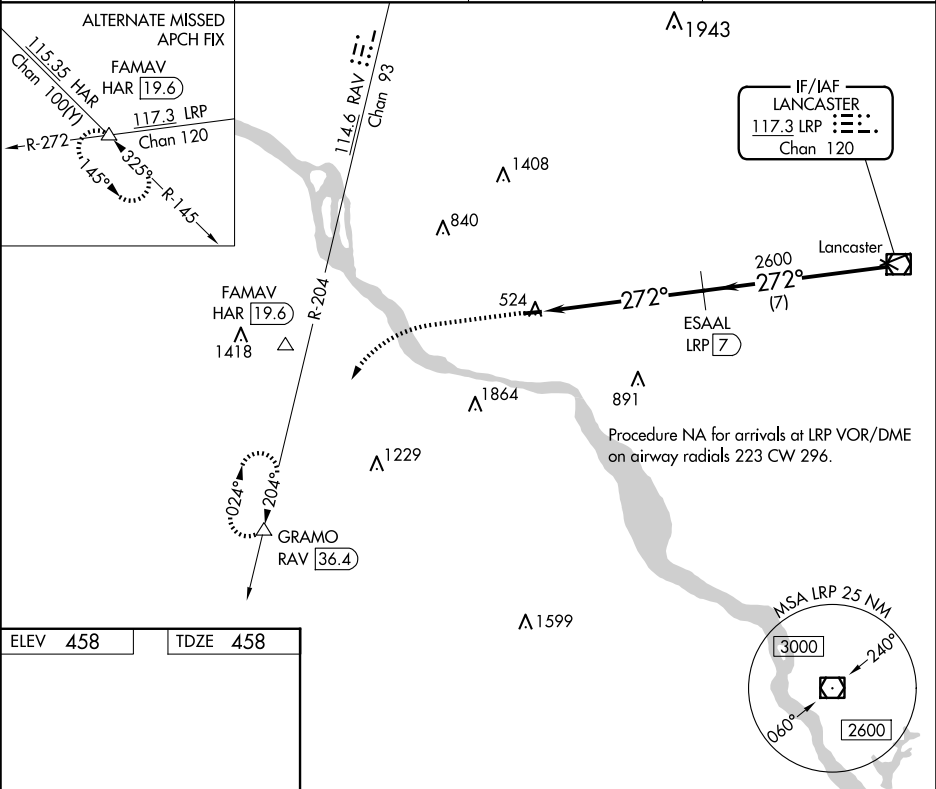 ALTERNATE MISSED
APCH FIX
FAMAV
HAR 19.6
115.35 HAR
Chan 100(Y)
117.3 LRP
Chan 120
R-272
325°
145°
R-145
114.6 RAV
Chan 93
1943
IF/IAF
LANCASTER
117.3 LRP
Chan 120
1408
840
Lancaster
2600
272°
(7)
272°
524
ESAAL
LRP 7
R-204
FAMAV
HAR 19.6
1418
1864
891
Procedure NA for arrivals at LRP VOR/DME
on airway radials 223 CW 296.
1229
024°
204°
GRAMO
RAV 36.4
1599
MSA LRP 25 NM
3000
240°
060°
2600
ELEV 458
TDZE 458